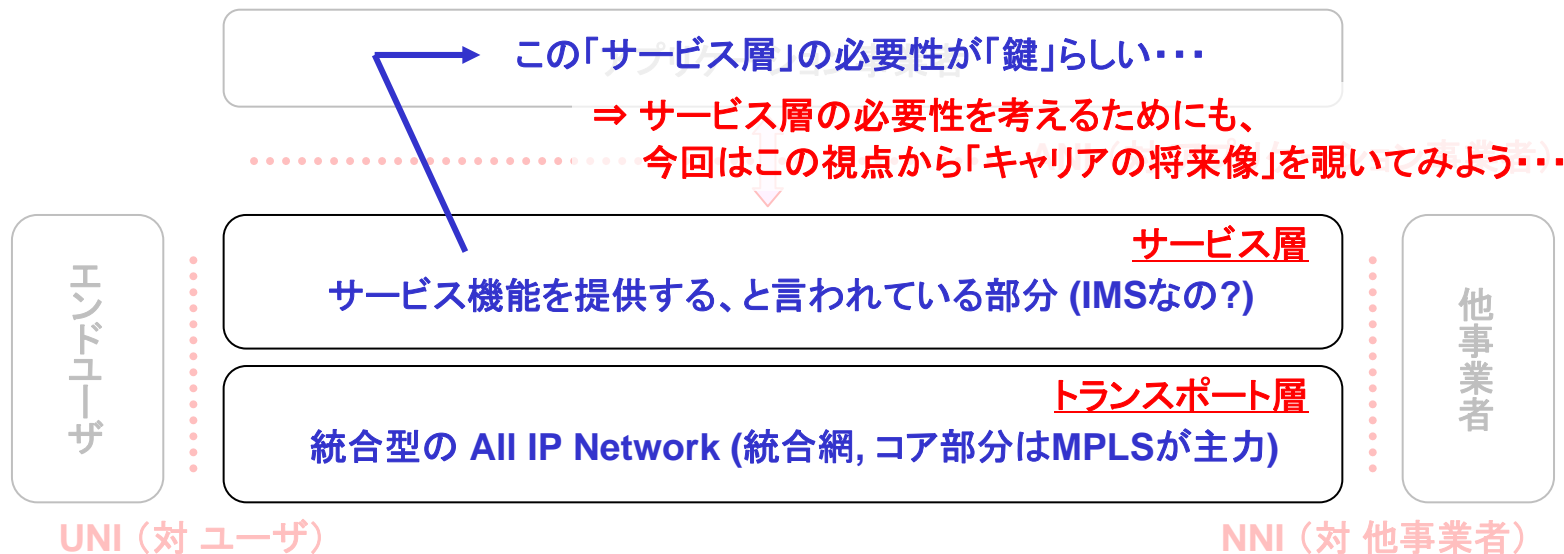 この「サービス層」の必要性が「鍵」らしい・・・
⇒ サービス層の必要性を考えるためにも、
今回はこの視点から「キャリアの将来像」を覗いてみよう・・・
エンドユーザ
サービス層
サービス機能を提供する、と言われている部分 (IMSなの?)
トランスポート層
統合型の All IP Network (統合網, コア部分はMPLSが主力)
他事業者
UNI （対 ユーザ）
NNI （対 他事業者）